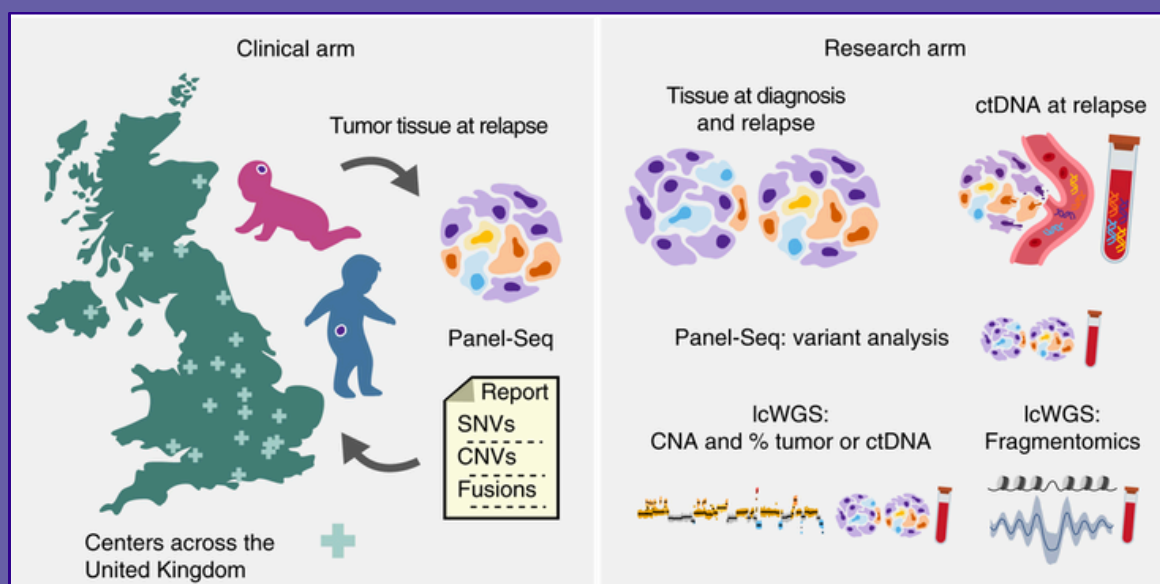 Clinical arm
Tumor tissue at relapse
Panel-Seq
Report
SNVs
CNVs
Fusions
Centers across the
United Kingdom
Research arm
Tissue at diagnosis
and relapse
ctDNA at relapse
Panel-Seq: variant analysis
lcWGS:
CNA and % tumor or ctDNA
lcWGS:
Fragmentomics